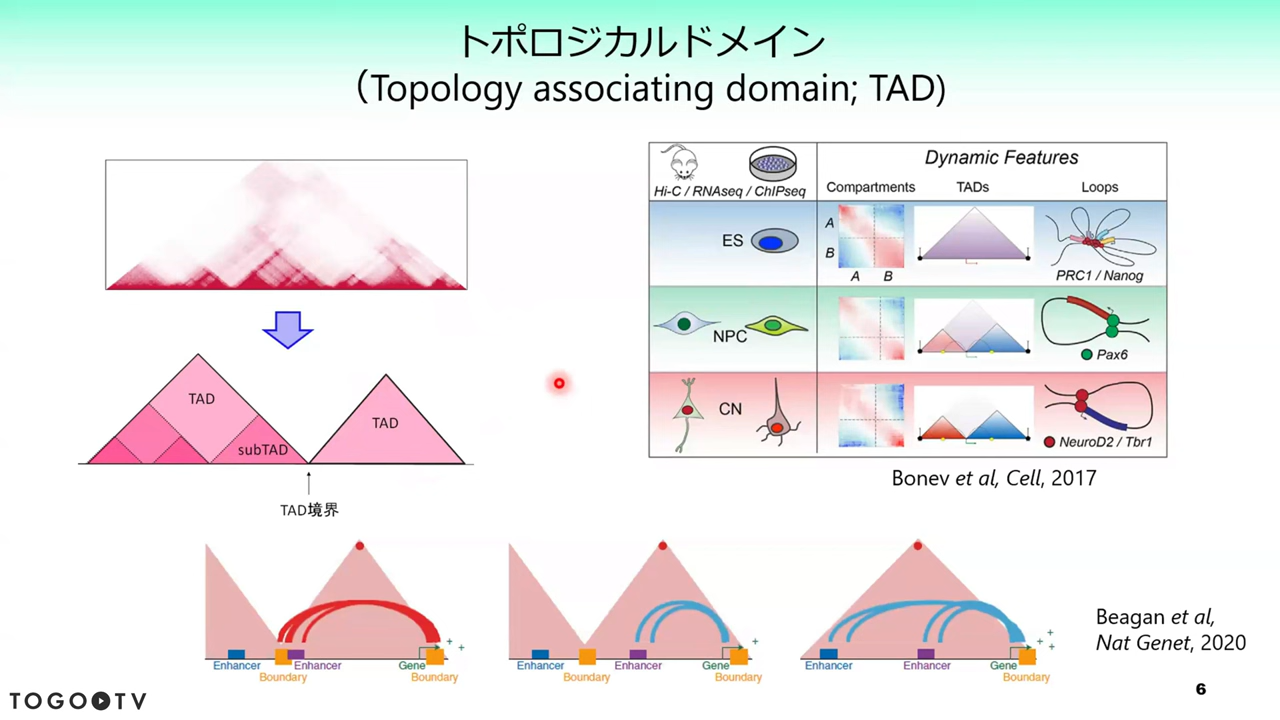 トポロジカルドメイン
（Topology associating domain; TAD)
TAD
subTAD
TAD
TAD境界
Hi-C / RNAseq / ChIPseq
Dynamic Features
Compartments TADs Loops
ES
A
B
A B
PRC1 / Nanog
NPC
Pax6
CN
NeuroD2 / Tbr1
Bonev et al, Cell, 2017
Enhancer Enhancer Gene
Boundary Boundary
+ +
Enhancer Enhancer Gene
Boundary Boundary
+
Enhancer Enhancer Gene
Boundary
+ + +
Beagan et al,
Nat Genet, 2020
TOGO TV
6